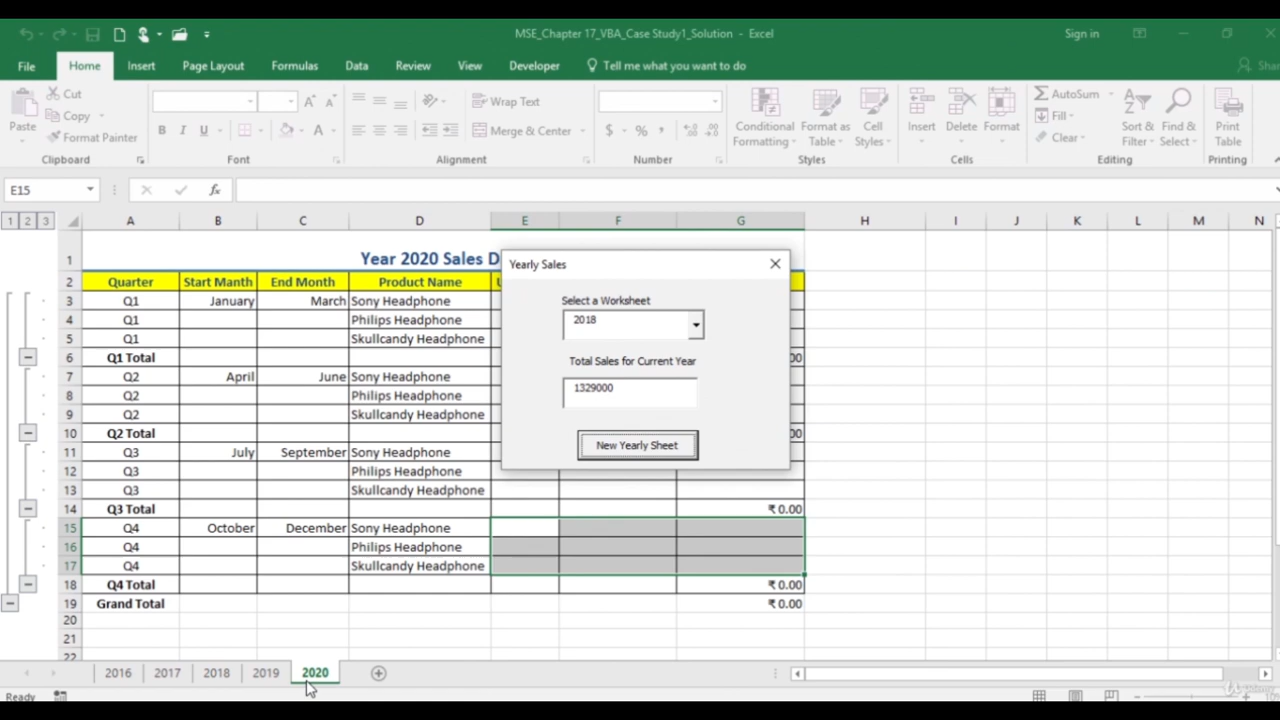 MSE_Chapter 17_VBA_Case Study1_Solution - Excel
Sign in
File Home Insert Page Layout Formulas Data Review View Developer Tell me what you want to do
Cut
Copy
Format Painter
Paste
Clipboard
B I U
Font
Wrap Text
Merge & Center
Alignment
$ % ,
Number
Conditional Formatting
Format as Table
Cell Styles
Styles
Insert
Delete
Format
Cells
AutoSum
Fill
Clear
Sort & Filter
Find & Select
Editing
Print Table
Printing
E15
fx
1 2 3
A B C D E F G H I J K L M N
1 Year 2020 Sales D
2 Quarter Start Manth End Month Product Name
3 Q1 January March Sony Headphone
4 Q1 Philips Headphone
5 Q1 Skullcandy Headphone
6 Q1 Total 00
7 Q2 April June Sony Headphone
8 Q2 Philips Headphone
9 Q2 Skullcandy Headphone
10 Q2 Total 00
11 Q3 July September Sony Headphone
12 Q3 Philips Headphone
13 Q3 Skullcandy Headphone
14 Q3 Total ₹ 0.00
15 Q4 October December Sony Headphone
16 Q4 Philips Headphone
17 Q4 Skullcandy Headphone
18 Q4 Total ₹ 0.00
19 Grand Total ₹ 0.00
20
21
22
Yearly Sales
Select a Worksheet
2018
Total Sales for Current Year
1329000
New Yearly Sheet
2016 2017 2018 2019 2020
Ready